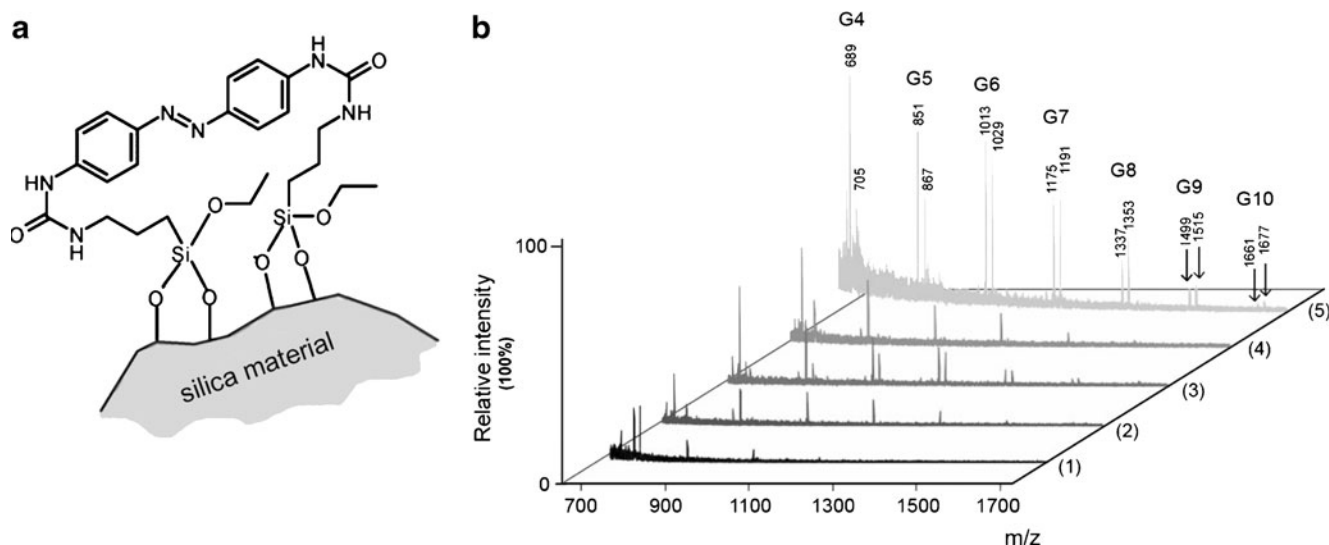 a
H
N
O
NH
N
N
HN
O
NH
O
Si
O
Si
O
O
O
O
silica material
b
G4
689
705
G5
851
867
G6
1013
1029
G7
1175
1191
G8
1337
1353
G9
1499
1515
G10
1661
1677
100
0
Relative intensity
(100%)
(5)
(4)
(3)
(2)
(1)
700 900 1100 1300 1500 1700
m/z